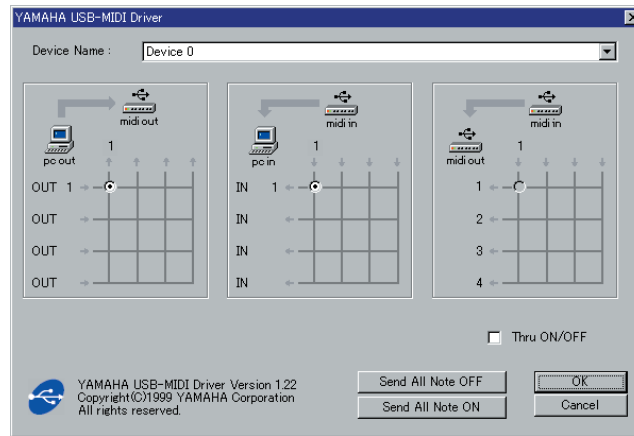 YAMAHA USB-MIDI Driver
Device Name : Device 0
midi out
pc out
1
OUT 1
OUT
OUT
OUT
midi in
pc in
1
IN 1
IN
IN
IN
midi in
midi out
1
1
2
3
4
Thru ON/OFF
YAMAHA USB-MIDI Driver Version 1.22
Copyright(C)1999 YAMAHA Corporation
All rights reserved.
Send All Note OFF
Send All Note ON
OK
Cancel